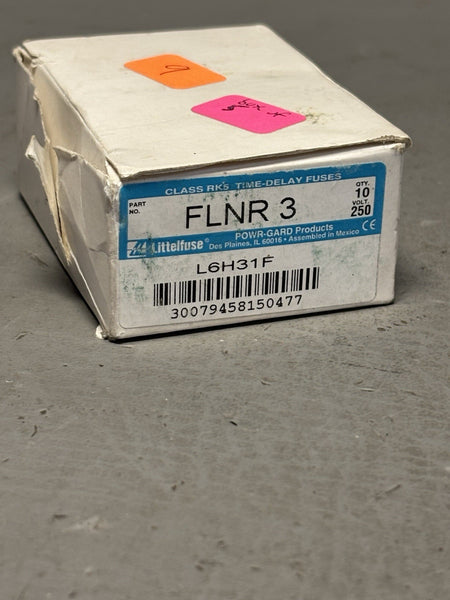 CLASS RK5 TIME-DELAY FUSES
PART NO.
FLNR 3
QTY.
10
VOLT.
250
Littelfuse®
POWR-GARD Products
Des Plaines, IL 60016 • Assembled in Mexico CE
L6H31F
30079458150477